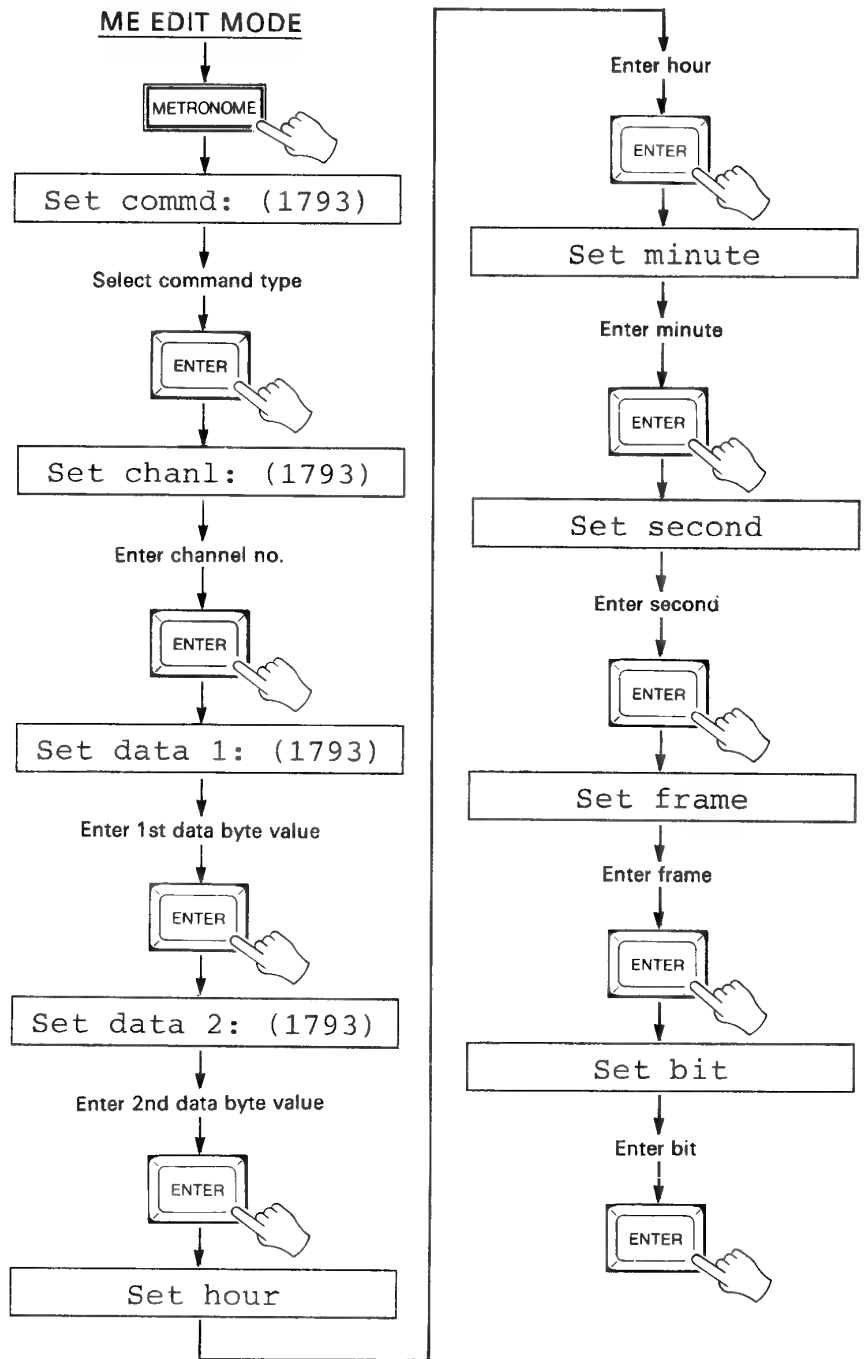 ME EDIT MODE
METRONOME
Set commd: (1793)
Select command type
ENTER
Set chanl: (1793)
Enter channel no.
ENTER
Set data 1: (1793)
Enter 1st data byte value
ENTER
Set data 2: (1793)
Enter 2nd data byte value
ENTER
Set hour
Enter hour
ENTER
Set minute
Enter minute
ENTER
Set second
Enter second
ENTER
Set frame
Enter frame
ENTER
Set bit
Enter bit
ENTER